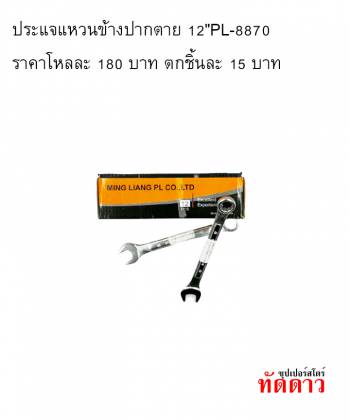 ประแจแหวนข้างปากตาย 12"PL-8870
ราคาโหลละ 180 บาท ตกชิ้นละ 15 บาท
MING LIANG PL CO.,LTD
12
ซุปเปอร์สโตร์
ทัดดาว